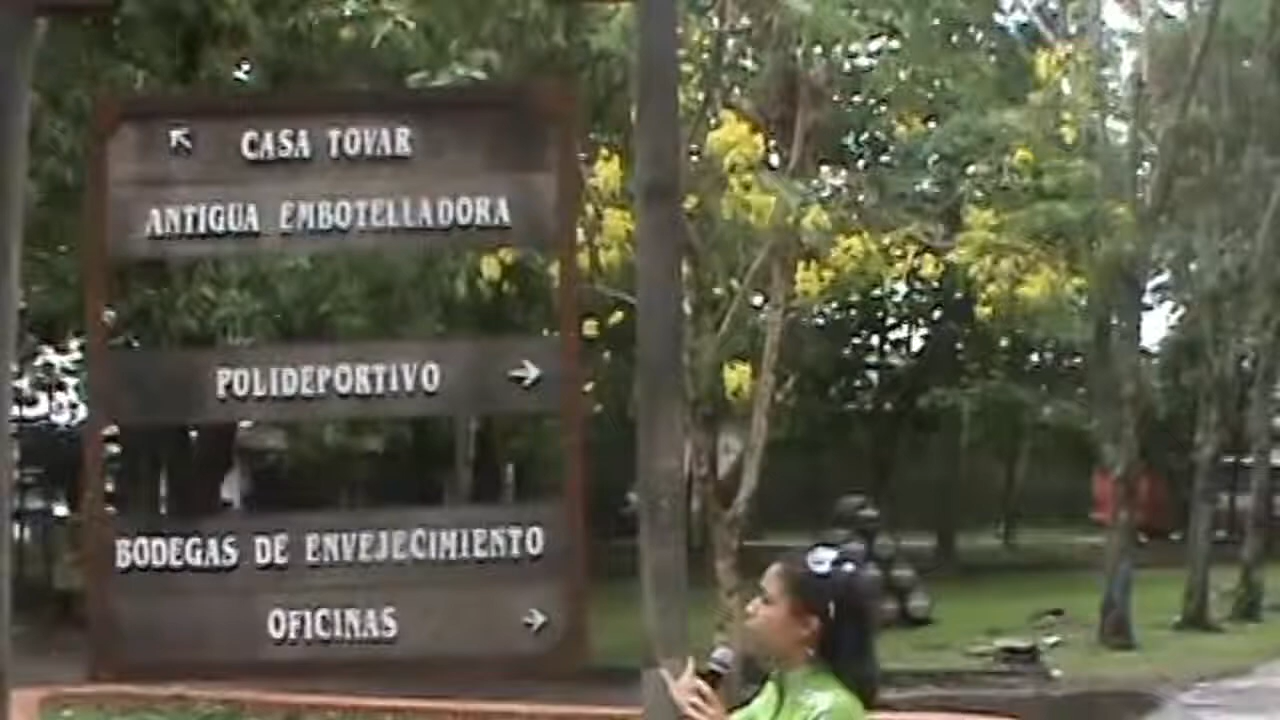 CASA TOVAR
ANTIGUA EMBOTELLADORA
POLIDEPORTIVO
BODEGAS DE ENVEJECIMIENTO
OFICINAS